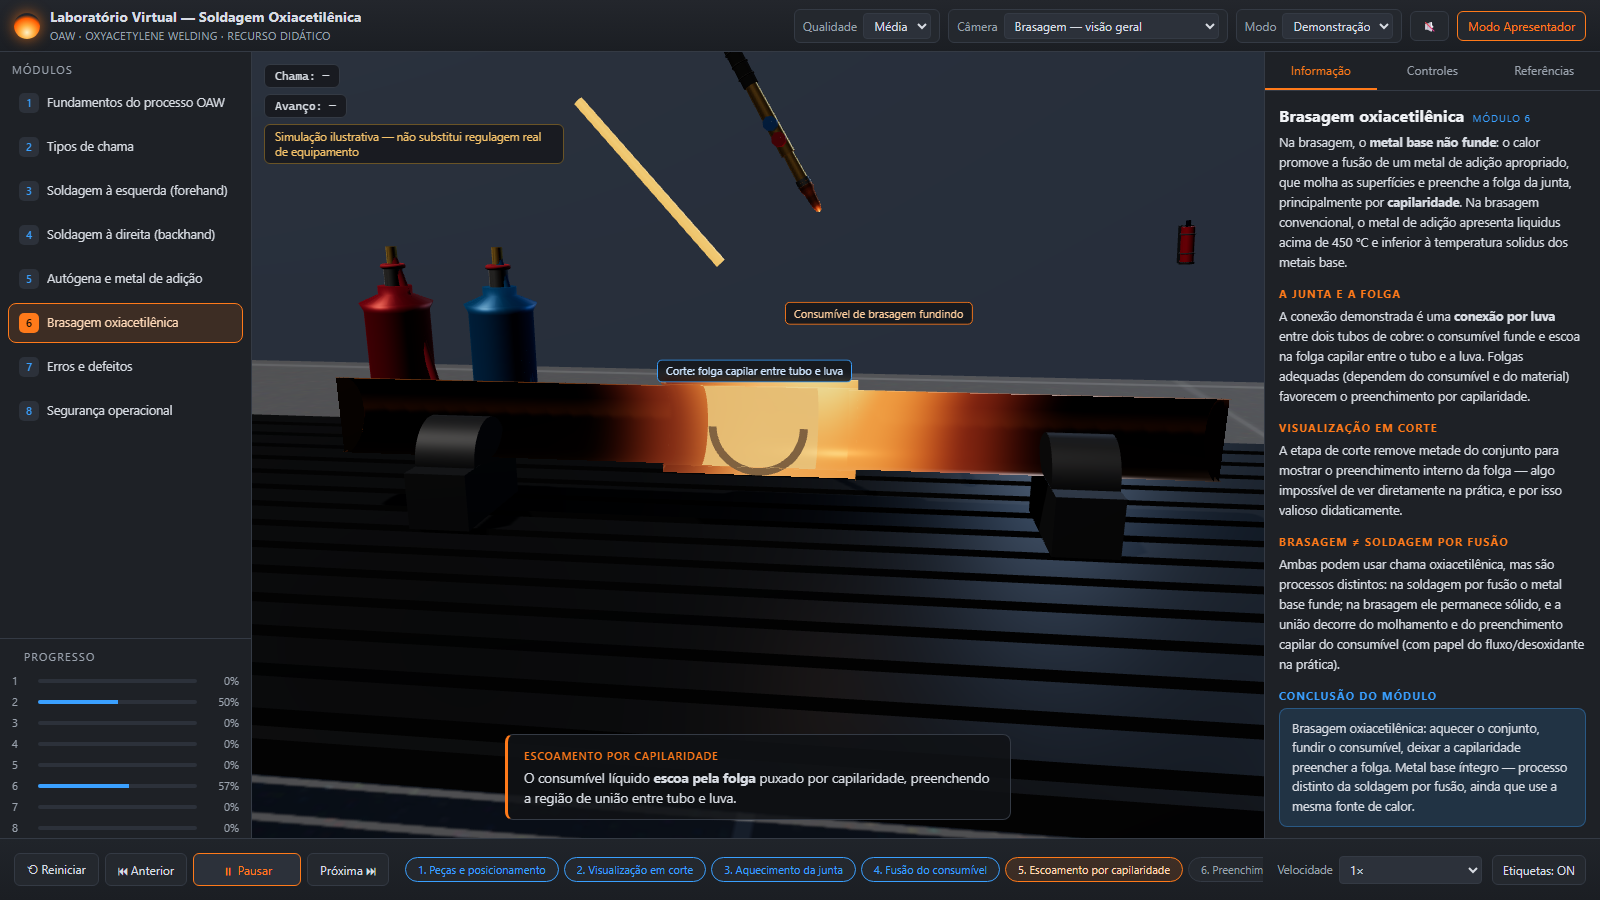 Laboratório Virtual — Soldagem Oxiacetilênica
OAW · OXYACETYLENE WELDING · RECURSO DIDÁTICO
Qualidade
Média
Câmera
Brasagem — visão geral
Modo
Demonstração
Modo Apresentador
MÓDULOS
1 Fundamentos do processo OAW
2 Tipos de chama
3 Soldagem à esquerda (forehand)
4 Soldagem à direita (backhand)
5 Autógena e metal de adição
6 Brasagem oxiacetilênica
7 Erros e defeitos
8 Segurança operacional
PROGRESSO
1 0%
2 50%
3 0%
4 0%
5 0%
6 57%
7 0%
8 0%
Chama: —
Avanço: —
Simulação ilustrativa — não substitui regulagem real
de equipamento
Consumível de brasagem fundindo
Corte: folga capilar entre tubo e luva
ESCOAMENTO POR CAPILARIDADE
O consumível líquido escoa pela folga puxado por capilaridade, preenchendo
a região de união entre tubo e luva.
Informação
Controles
Referências
Brasagem oxiacetilênica MÓDULO 6
Na brasagem, o metal base não funde: o calor
promove a fusão de um metal de adição apropriado,
que molha as superfícies e preenche a folga da junta,
principalmente por capilaridade. Na brasagem
convencional, o metal de adição apresenta liquidus
acima de 450 °C e inferior à temperatura solidus dos
metais base.
A JUNTA E A FOLGA
A conexão demonstrada é uma conexão por luva
entre dois tubos de cobre: o consumível funde e escoa
na folga capilar entre o tubo e a luva. Folgas
adequadas (dependem do consumível e do material)
favorecem o preenchimento por capilaridade.
VISUALIZAÇÃO EM CORTE
A etapa de corte remove metade do conjunto para
mostrar o preenchimento interno da folga — algo
impossível de ver diretamente na prática, e por isso
valioso didaticamente.
BRASAGEM ≠ SOLDAGEM POR FUSÃO
Ambas podem usar chama oxiacetilênica, mas são
processos distintos: na soldagem por fusão o metal
base funde; na brasagem ele permanece sólido, e a
união decorre do molhamento e do preenchimento
capilar do consumível (com papel do fluxo/desoxidante
na prática).
CONCLUSÃO DO MÓDULO
Brasagem oxiacetilênica: aquecer o conjunto,
fundir o consumível, deixar a capilaridade
preencher a folga. Metal base íntegro — processo
distinto da soldagem por fusão, ainda que use a
mesma fonte de calor.
⟲ Reiniciar
⏮ Anterior
⏸ Pausar
Próxima ⏭
1. Peças e posicionamento
2. Visualização em corte
3. Aquecimento da junta
4. Fusão do consumível
5. Escoamento por capilaridade
6. Preenchim
Velocidade
1×
Etiquetas: ON